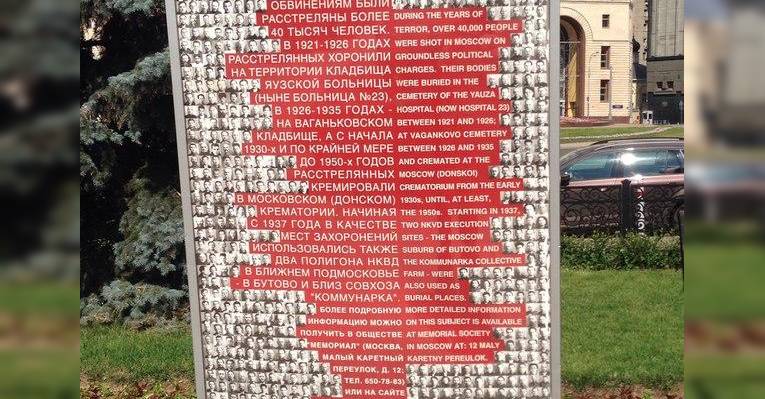 ОБВИНЕНИЯМ БЫЛИ
РАССТРЕЛЯНЫ БОЛЕЕ
40 ТЫСЯЧ ЧЕЛОВЕК.
В 1921-1926 ГОДАХ
РАССТРЕЛЯННЫХ ХОРОНИЛИ
НА ТЕРРИТОРИИ КЛАДБИЩА
ЯУЗСКОЙ БОЛЬНИЦЫ
(НЫНЕ БОЛЬНИЦА №23),
В 1926-1935 ГОДАХ -
НА ВАГАНЬКОВСКОМ
КЛАДБИЩЕ, А С НАЧАЛА
1930-х И ПО КРАЙНЕЙ МЕРЕ
ДО 1950-х ГОДОВ
РАССТРЕЛЯННЫХ
КРЕМИРОВАЛИ
В МОСКОВСКОМ (ДОНСКОМ)
КРЕМАТОРИИ. НАЧИНАЯ
С 1937 ГОДА В КАЧЕСТВЕ
МЕСТ ЗАХОРОНЕНИЙ
ИСПОЛЬЗОВАЛИСЬ ТАКЖЕ
ДВА ПОЛИГОНА НКВД
В БЛИЖНЕМ ПОДМОСКОВЬЕ
- В БУТОВО И БЛИЗ СОВХОЗА
"КОММУНАРКА".
БОЛЕЕ ПОДРОБНУЮ
ИНФОРМАЦИЮ МОЖНО
ПОЛУЧИТЬ В ОБЩЕСТВЕ
"МЕМОРИАЛ" (МОСКВА,
МАЛЫЙ КАРЕТНЫЙ
ПЕРЕУЛОК, Д. 12;
ТЕЛ. 650-78-83)
ИЛИ НА САЙТЕ
DURING THE YEARS OF
TERROR, OVER 40,000 PEOPLE
WERE SHOT IN MOSCOW ON
GROUNDLESS POLITICAL
CHARGES. THEIR BODIES
WERE BURIED IN THE
CEMETERY OF THE YAUZA
HOSPITAL (NOW HOSPITAL 23)
BETWEEN 1921 AND 1926;
AT VAGANKOVO CEMETERY
BETWEEN 1926 AND 1935
AND CREMATED AT THE
MOSCOW (DONSKOI)
CREMATORIUM FROM THE EARLY
1930s, UNTIL, AT LEAST,
THE 1950s. STARTING IN 1937,
TWO NKVD EXECUTION
SITES - THE MOSCOW
SUBURB OF BUTOVO AND
THE KOMMUNARKA COLLECTIVE
FARM - WERE
ALSO USED AS
BURIAL PLACES.
MORE DETAILED INFORMATION
ON THIS SUBJECT IS AVAILABLE
AT MEMORIAL SOCIETY
IN MOSCOW AT: 12 MALY
KARETNY PEREULOK.